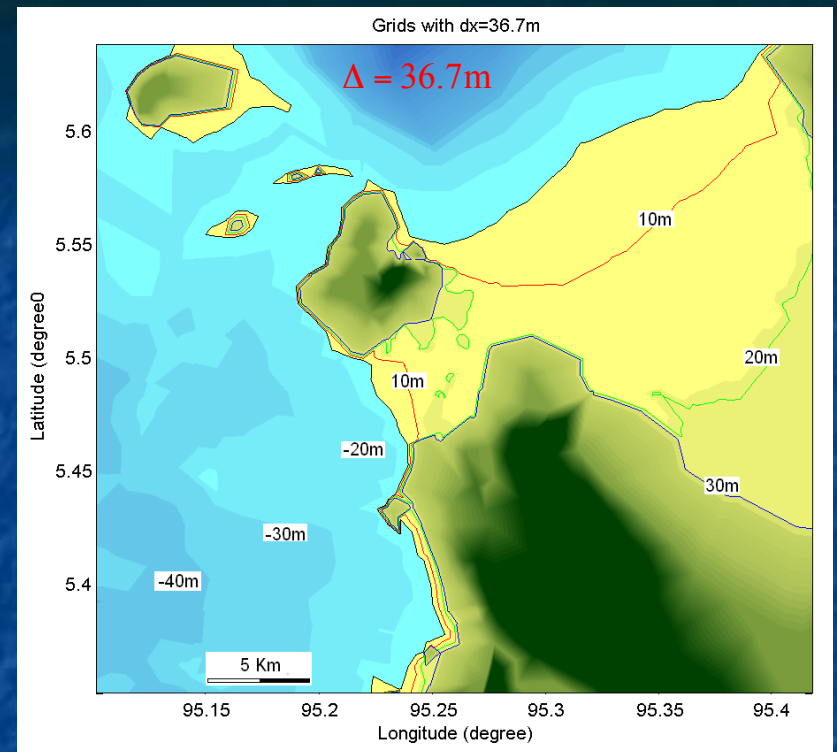 Grids with dx=36.7m
Δ = 36.7m
5.6
10m
5.55
Latitude (degree0
5.5
20m
10m
-20m
5.45
30m
-30m
-40m
5.4
5 Km
95.15 95.2 95.25 95.3 95.35 95.4
Longitude (degree)